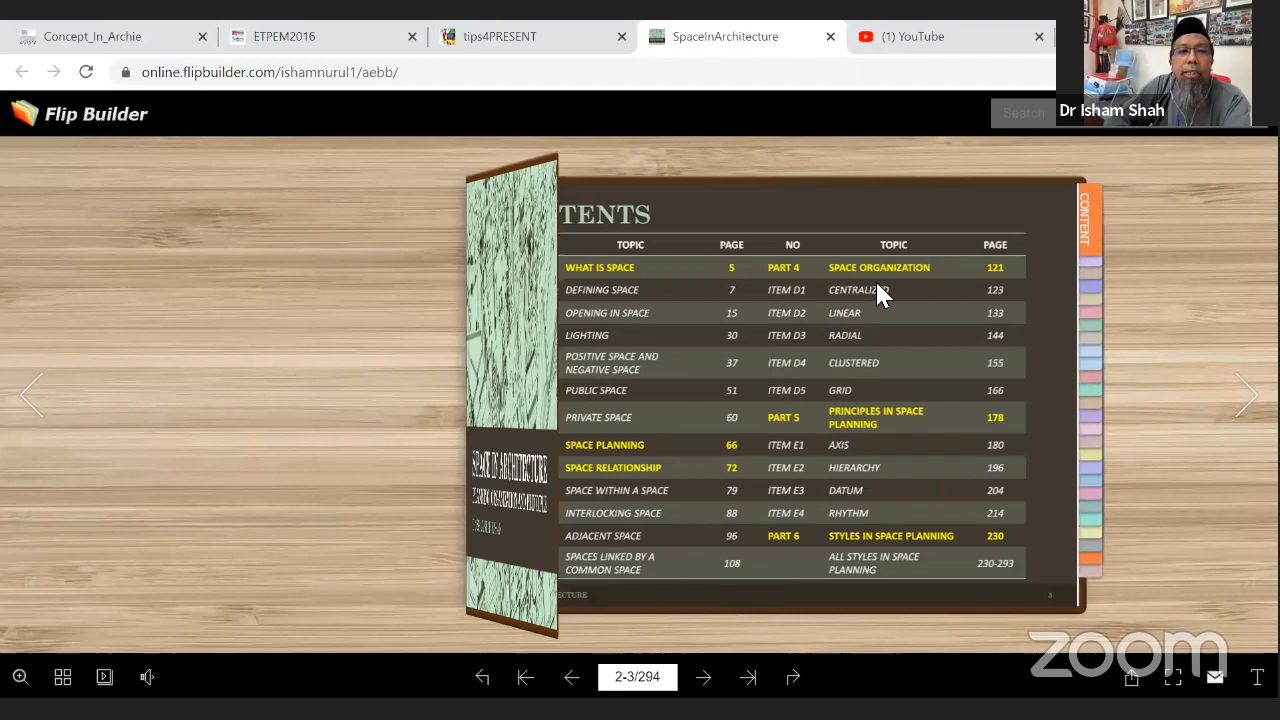 Concept_In_Archie
ETPEM2016
tips4PRESENT
SpaceInArchitecture
(1) YouTube
online.flipbuilder.com/ishamnurul1/aebb/
Flip Builder
Search
Dr Isham Shah
TENTS
CONTENT
TOPIC PAGE NO TOPIC PAGE
WHAT IS SPACE 5 PART 4 SPACE ORGANIZATION 121
DEFINING SPACE 7 ITEM D1 CENTRALIZED 123
OPENING IN SPACE 15 ITEM D2 LINEAR 133
LIGHTING 30 ITEM D3 RADIAL 144
POSITIVE SPACE AND
NEGATIVE SPACE 37 ITEM D4 CLUSTERED 155
PUBLIC SPACE 51 ITEM D5 GRID 166
PRIVATE SPACE 60 PART 5 PRINCIPLES IN SPACE
PLANNING 178
SPACE PLANNING 66 ITEM E1 AXIS 180
SPACE RELATIONSHIP 72 ITEM E2 HIERARCHY 196
SPACE WITHIN A SPACE 79 ITEM E3 DATUM 204
INTERLOCKING SPACE 88 ITEM E4 RHYTHM 214
ADJACENT SPACE 96 PART 6 STYLES IN SPACE PLANNING 230
SPACES LINKED BY A
COMMON SPACE 108 ALL STYLES IN SPACE
PLANNING 230-293
ECTURE 3
SPACE IN ARCHITECTURE
zoom
2-3/294